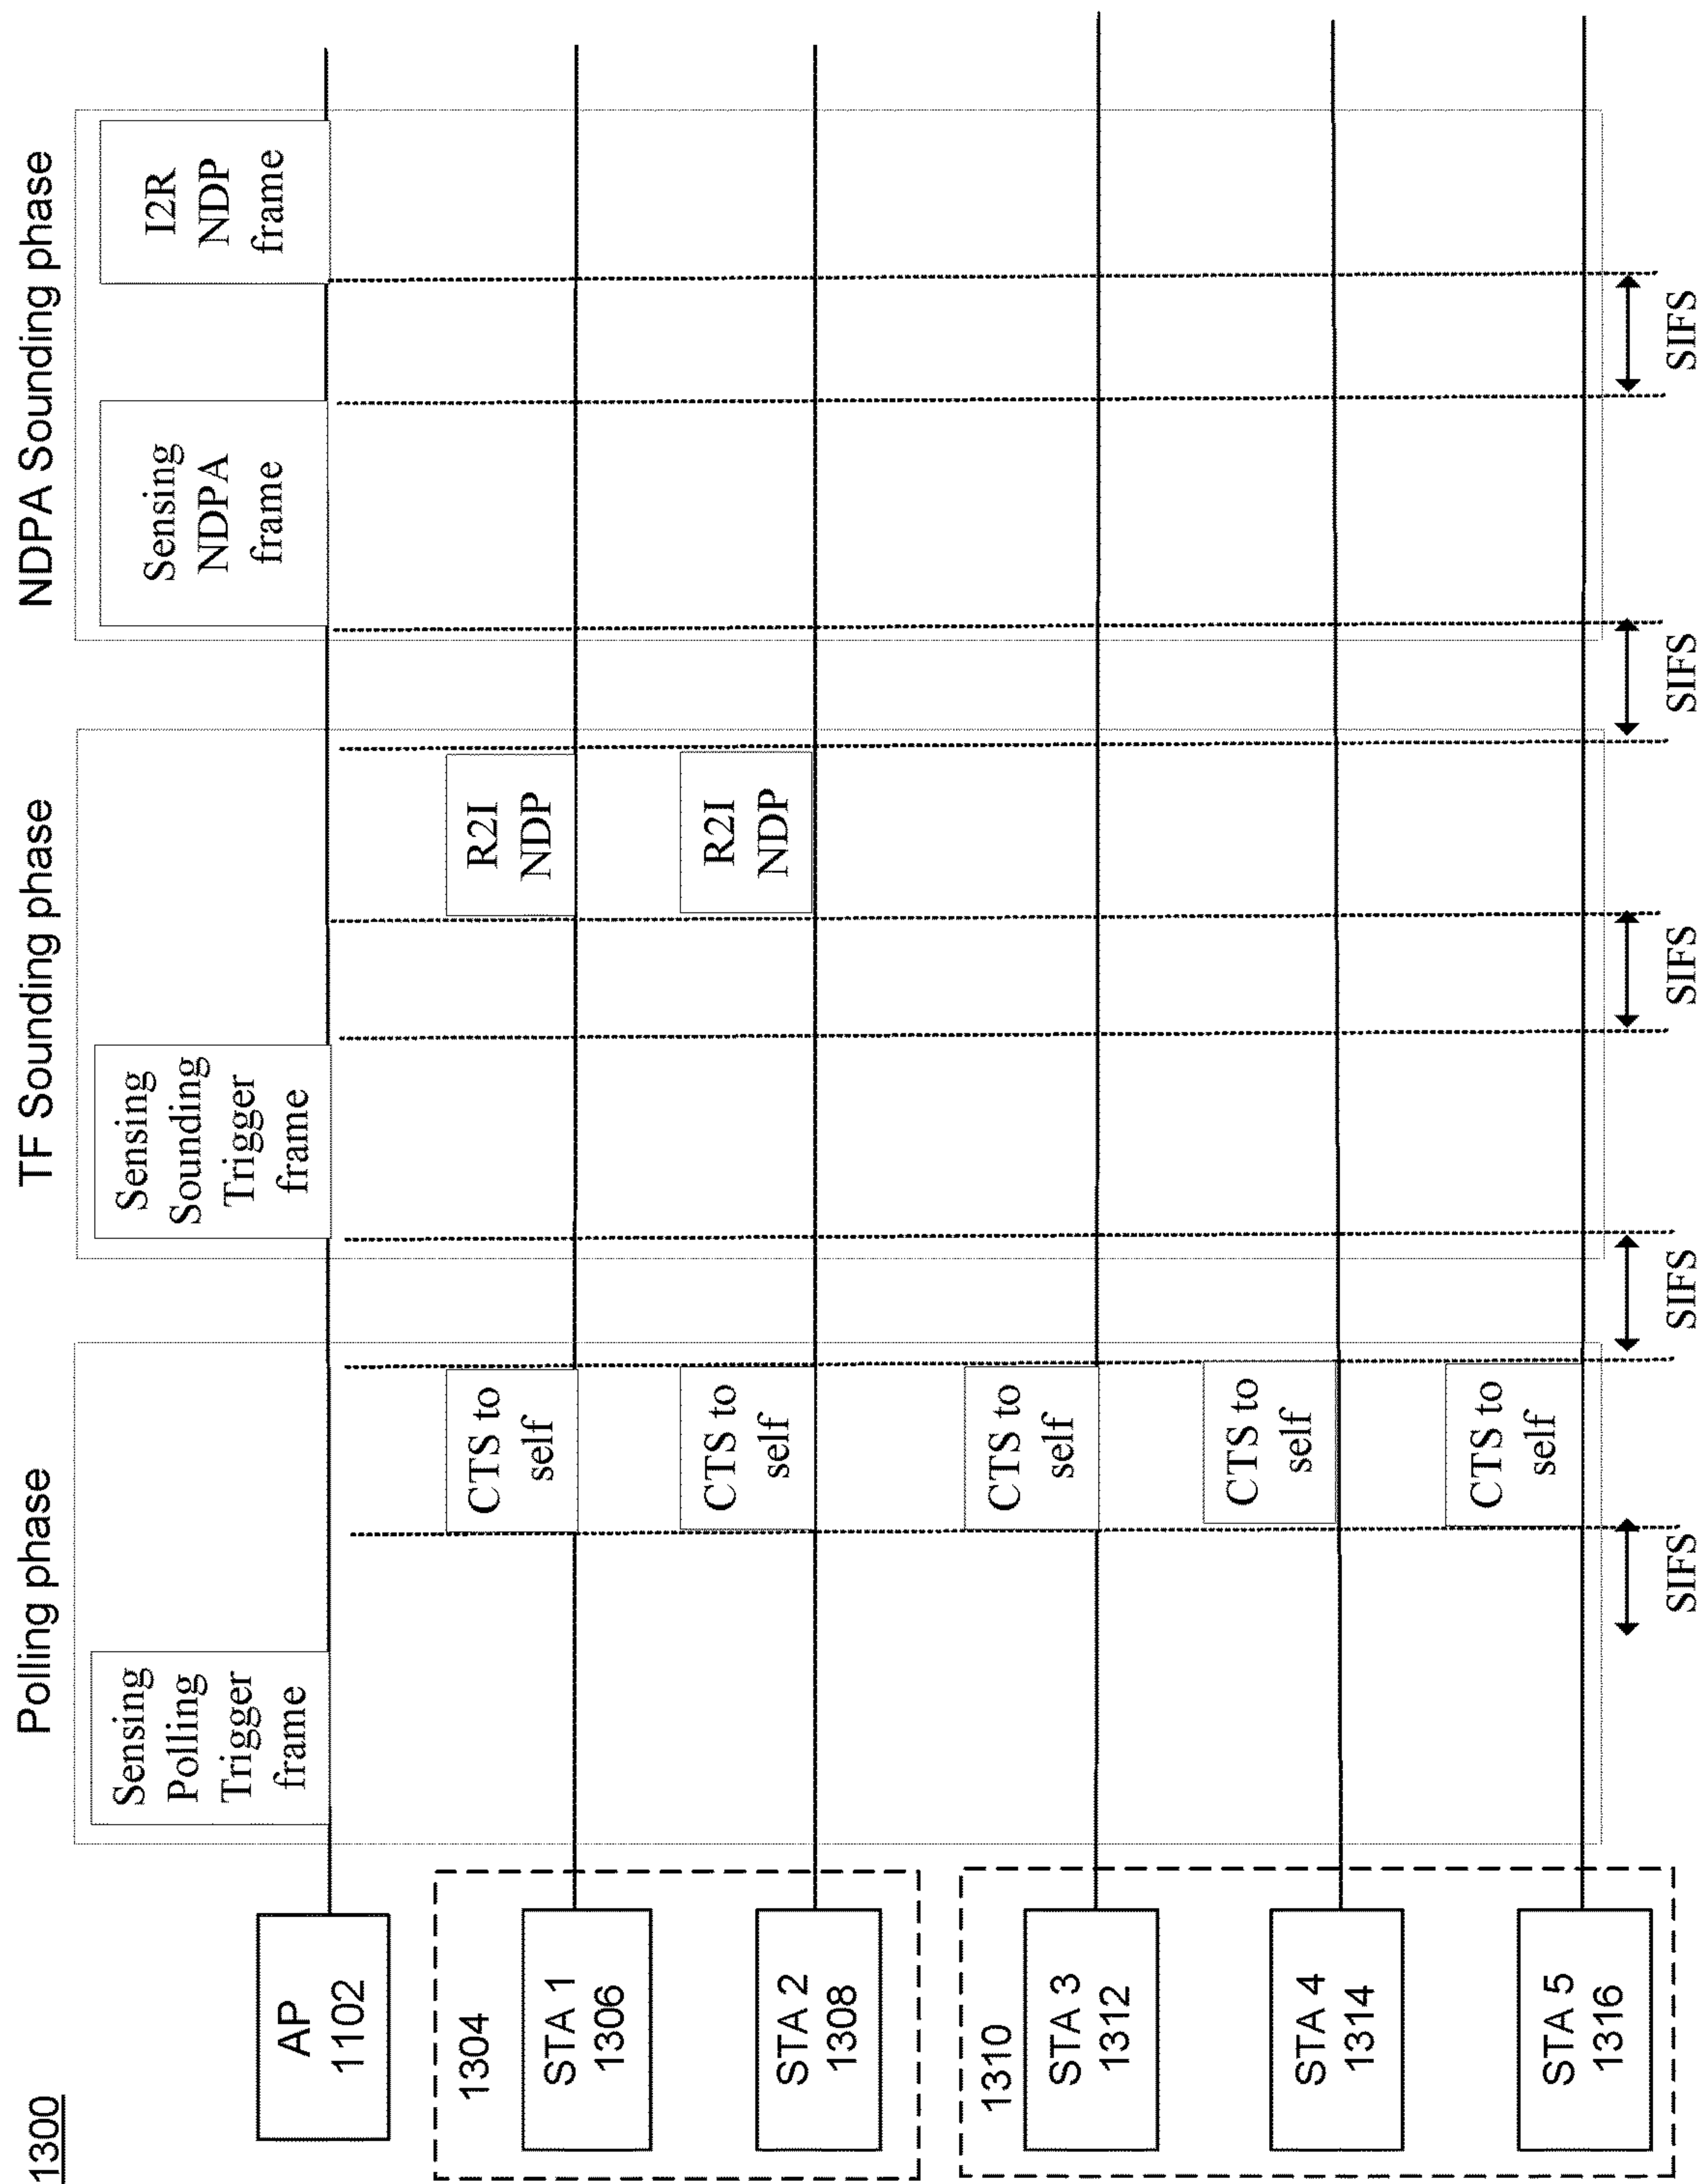 1300
Polling phase
TF Sounding phase
NDPA Sounding phase
AP
1102
Sensing
Polling
Trigger
frame
Sensing
Sounding
Trigger
frame
Sensing
NDPA
frame
I2R
NDP
frame
1304
STA 1
1306
CTS to
self
R2I
NDP
STA 2
1308
CTS to
self
R2I
NDP
1310
STA 3
1312
CTS to
self
STA 4
1314
CTS to
self
STA 5
1316
CTS to
self
SIFS
SIFS
SIFS
SIFS
SIFS